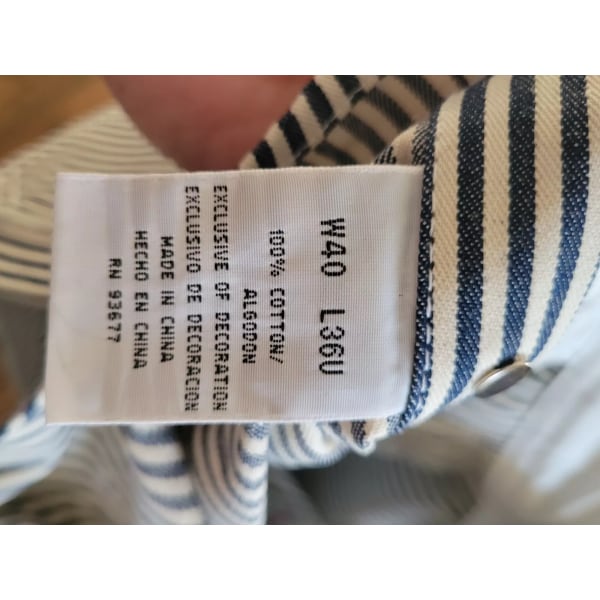 W40 L36U
100% COTTON/
ALGODON
EXCLUSIVE OF DECORATION
EXCLUSIVO DE DECORACION
MADE IN CHINA
HECHO EN CHINA
RN 93677